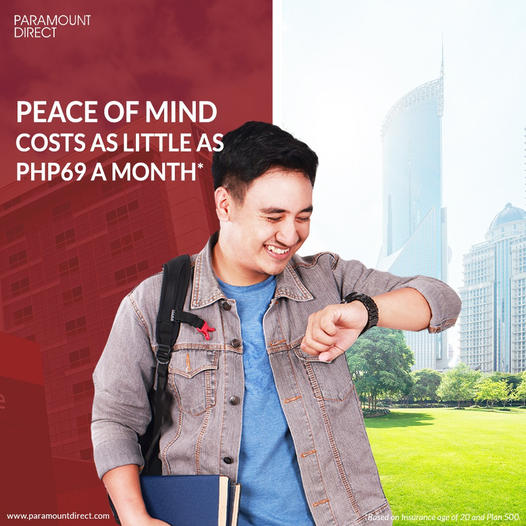 PARAMOUNT
DIRECT
PEACE OF MIND
COSTS AS LITTLE AS
PHP69 A MONTH*
www.paramountdirect.com
*Based on Insurance age of 20 and Plan 500